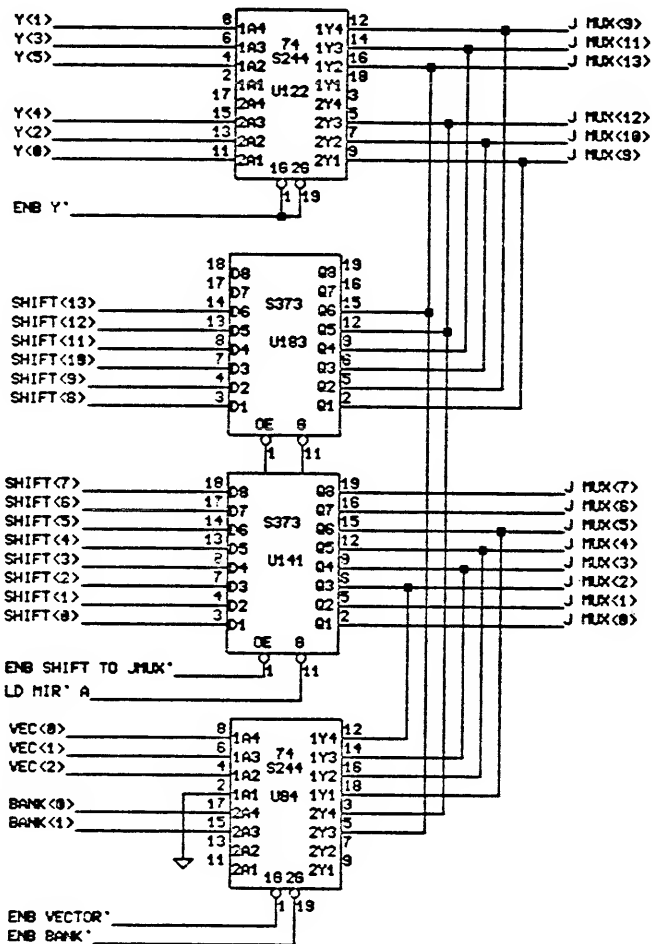 Y<1> 8 1A4 1Y4 12 J MUX<9>
Y<3> 6 1A3 74 1Y3 14 J MUX<11>
Y<5> 4 1A2 S244 1Y2 16 J MUX<13>
2 1A1 1Y1 18
17 2A4 U122 2Y4 3
Y<4> 15 2A3 2Y3 5 J MUX<12>
Y<2> 13 2A2 2Y2 7 J MUX<10>
Y<0> 11 2A1 2Y1 9 J MUX<9>
1G 2G
ENB Y' 1 19
18 D8 Q8 19
17 D7 S373 Q7 16
SHIFT<13> 14 D6 Q6 15
SHIFT<12> 13 D5 Q5 12
SHIFT<11> 8 D4 U183 Q4 9
SHIFT<10> 7 D3 Q3 6
SHIFT<9> 4 D2 Q2 5
SHIFT<8> 3 D1 Q1 2
OE G
1 11
SHIFT<7> 18 D8 Q8 19 J MUX<7>
SHIFT<6> 17 D7 Q7 16 J MUX<6>
SHIFT<5> 14 D6 S373 Q6 15 J MUX<5>
SHIFT<4> 13 D5 Q5 12 J MUX<4>
SHIFT<3> 8 D4 U141 Q4 9 J MUX<3>
SHIFT<2> 7 D3 Q3 6 J MUX<2>
SHIFT<1> 4 D2 Q2 5 J MUX<1>
SHIFT<0> 3 D1 Q1 2 J MUX<0>
OE G
ENB SHIFT TO JMUX' 1 11
LD MIR' A
VEC<0> 8 1A4 1Y4 12
VEC<1> 6 1A3 74 1Y3 14
VEC<2> 4 1A2 S244 1Y2 16
2 1A1 1Y1 18
BANK<0> 17 2A4 U84 2Y4 3
BANK<1> 15 2A3 2Y3 5
13 2A2 2Y2 7
11 2A1 2Y1 9
1G 2G
ENB VECTOR' 1 19
ENB BANK'